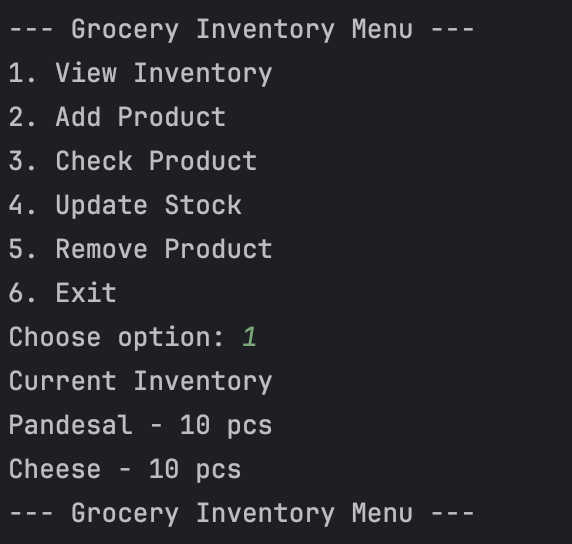 --- Grocery Inventory Menu ---
1. View Inventory
2. Add Product
3. Check Product
4. Update Stock
5. Remove Product
6. Exit
Choose option: 1
Current Inventory
Pandesal - 10 pcs
Cheese - 10 pcs
--- Grocery Inventory Menu ---